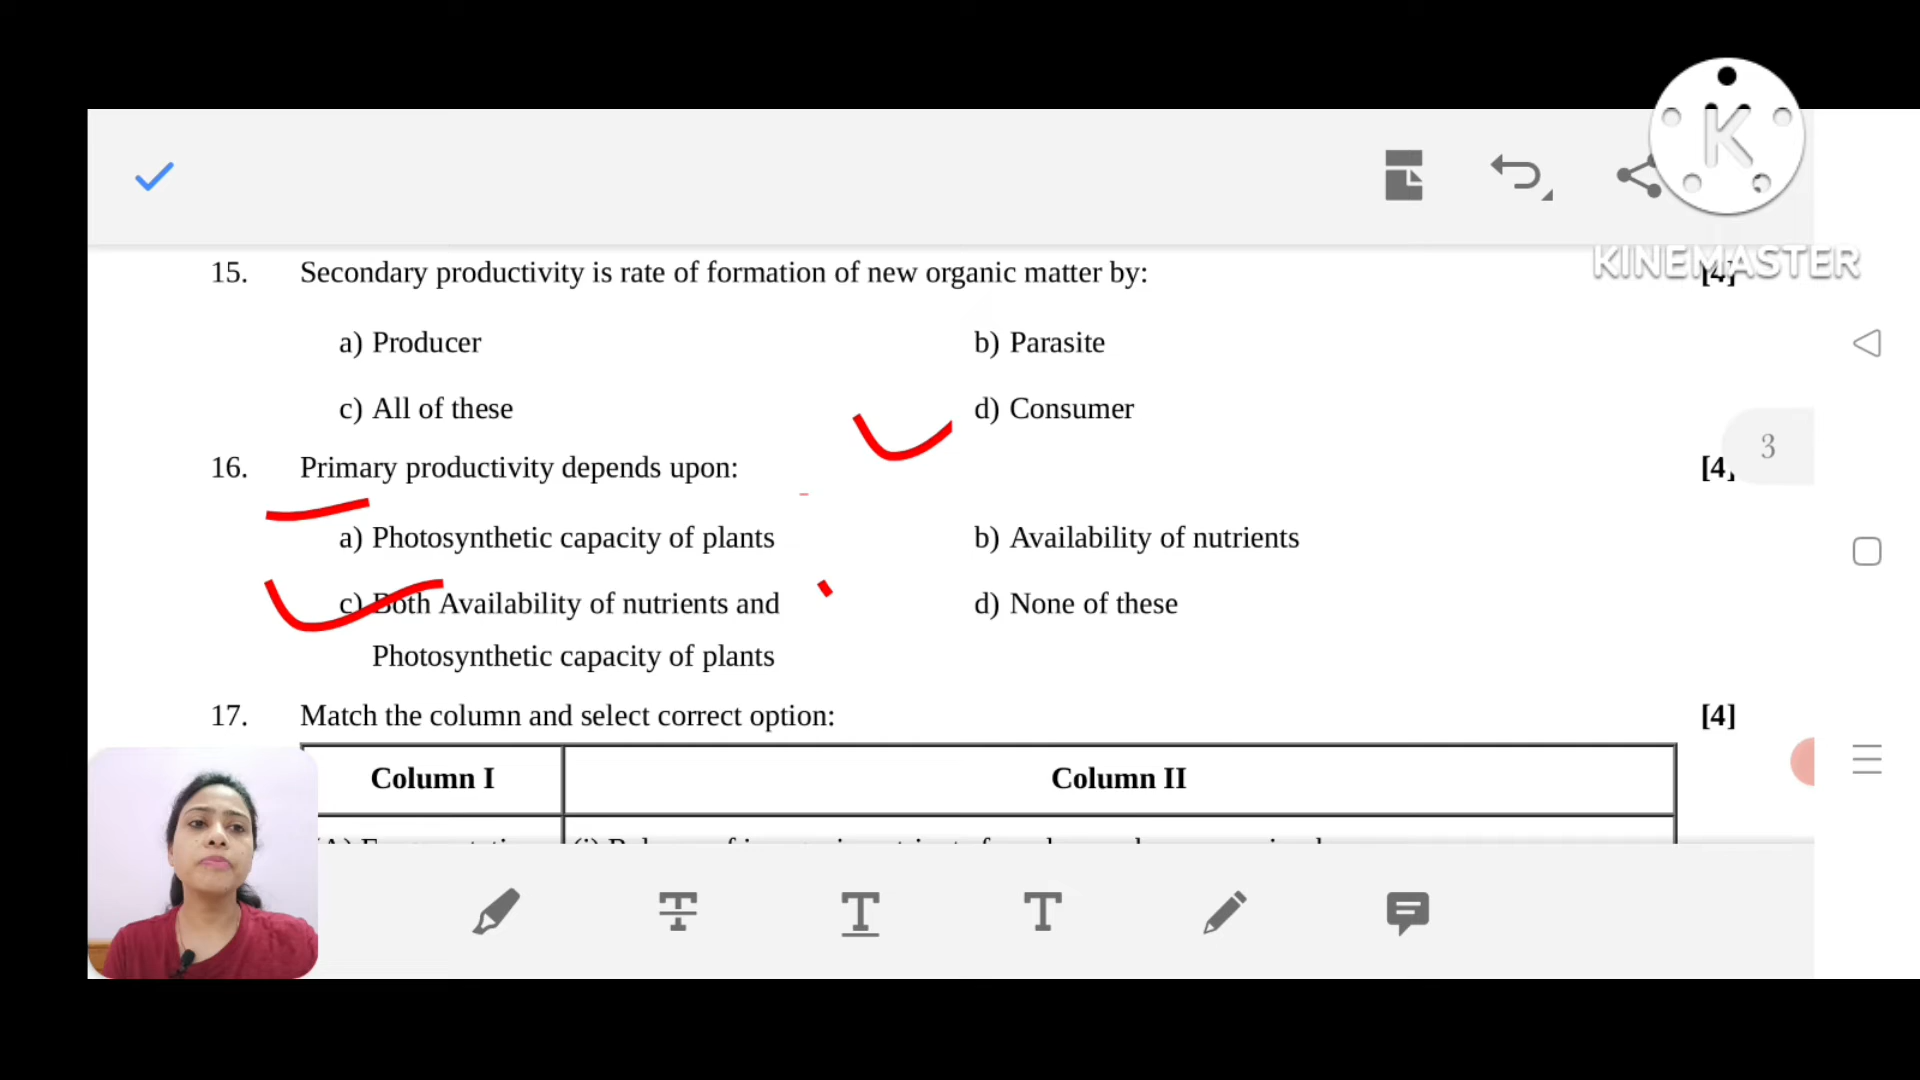 K
KINEMASTER
15. Secondary productivity is rate of formation of new organic matter by: [4]
a) Producer b) Parasite
c) All of these d) Consumer
3
16. Primary productivity depends upon: [4]
a) Photosynthetic capacity of plants b) Availability of nutrients
c) Both Availability of nutrients and d) None of these
Photosynthetic capacity of plants
17. Match the column and select correct option: [4]
Column I Column II